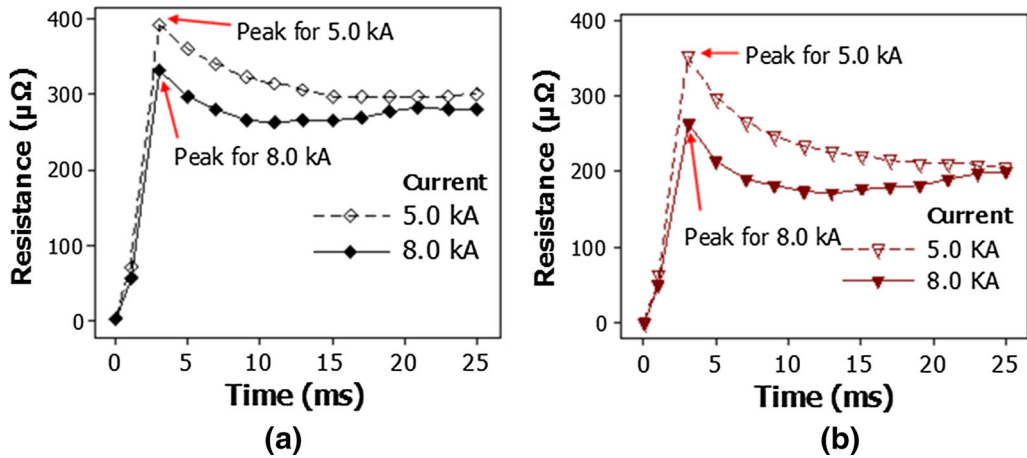 400
300
200
100
0
Resistance (µΩ)
Peak for 5.0 kA
Peak for 8.0 kA
Current
5.0 kA
8.0 kA
0 5 10 15 20 25
Time (ms)
(a)
400
300
200
100
0
Resistance (µΩ)
Peak for 5.0 kA
Peak for 8.0 kA
Current
5.0 KA
8.0 KA
0 5 10 15 20 25
Time (ms)
(b)